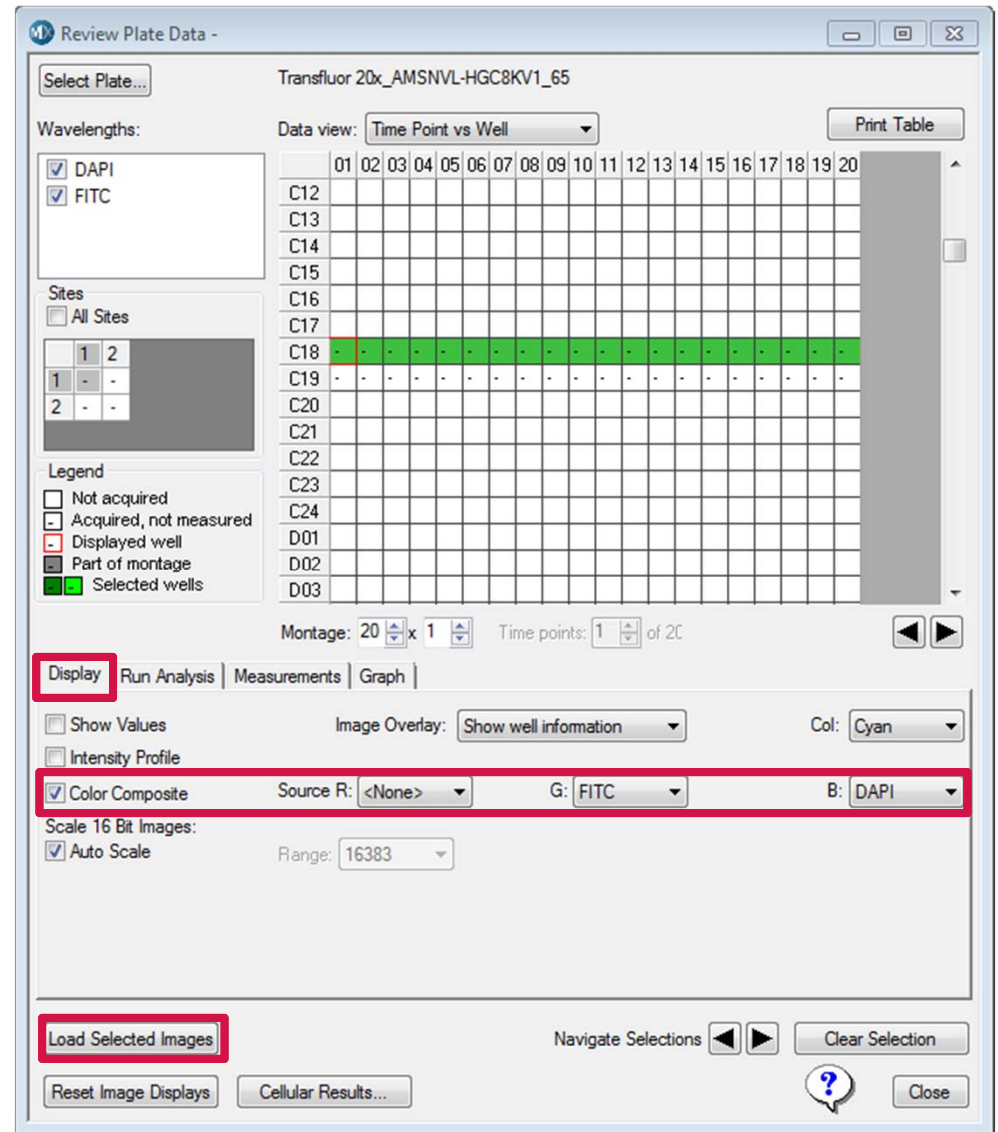 MX Review Plate Data -
Select Plate... Transfluor 20x_AMSNVL-HGC8KV1_65
Wavelengths: Data view: Time Point vs Well Print Table
DAPI
FITC
01 02 03 04 05 06 07 08 09 10 11 12 13 14 15 16 17 18 19 20
C12
C13
C14
C15
C16
C17
C18 - - - - - - - - - - - - - - - - - - - -
C19 - - - - - - - - - - - - - - - - - - - -
C20
C21
C22
C23
C24
D01
D02
D03
Sites
All Sites
1 2
1 - -
2 - -
Legend
Not acquired
- Acquired, not measured
- Displayed well
- Part of montage
- - Selected wells
Montage: 20 x 1 Time points: 1 of 20
Display Run Analysis Measurements Graph
Show Values Image Overlay: Show well information Col: Cyan
Intensity Profile
Color Composite Source R: <None> G: FITC B: DAPI
Scale 16 Bit Images:
Auto Scale Range: 16383
Load Selected Images Navigate Selections Clear Selection
Reset Image Displays Cellular Results... ? Close